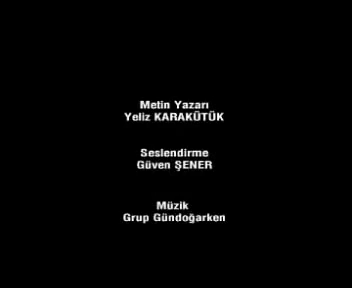 Metin Yazarı
Yeliz KARAKÜTÜK
Seslendirme
Güven ŞENER
Müzik
Grup Gündoğarken